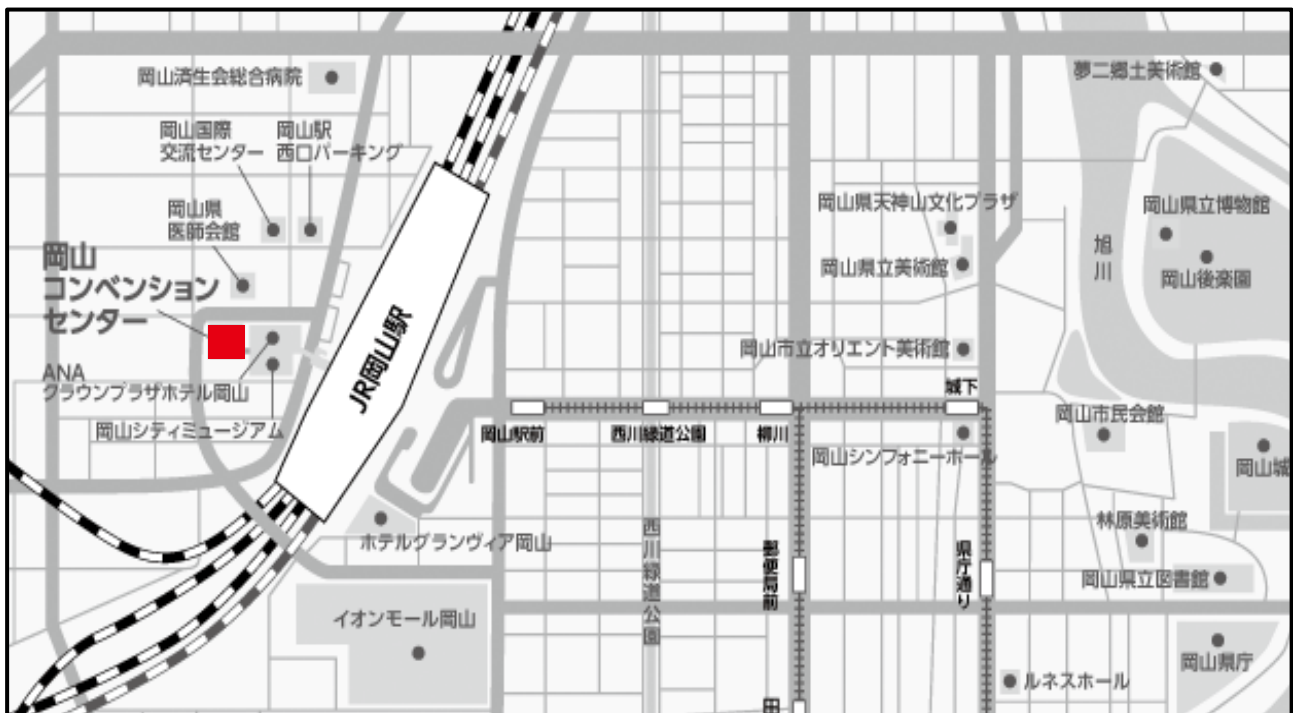 岡山済生会総合病院
夢二郷土美術館
岡山国際
交流センター
岡山駅
西口パーキング
岡山県
医師会館
岡山県天神山文化プラザ
岡山県立博物館
岡山
コンベンション
センター
旭川
岡山県立美術館
岡山後楽園
JR岡山駅
岡山市立オリエント美術館
ANA
クラウンプラザホテル岡山
城下
岡山シティミュージアム
岡山駅前
西川緑道公園
柳川
岡山市民会館
岡山シンフォニーホール
岡山城
ホテルグランヴィア岡山
西川緑道公園
郵便局前
県庁通り
林原美術館
岡山県立図書館
イオンモール岡山
岡山県庁
ルネスホール
田